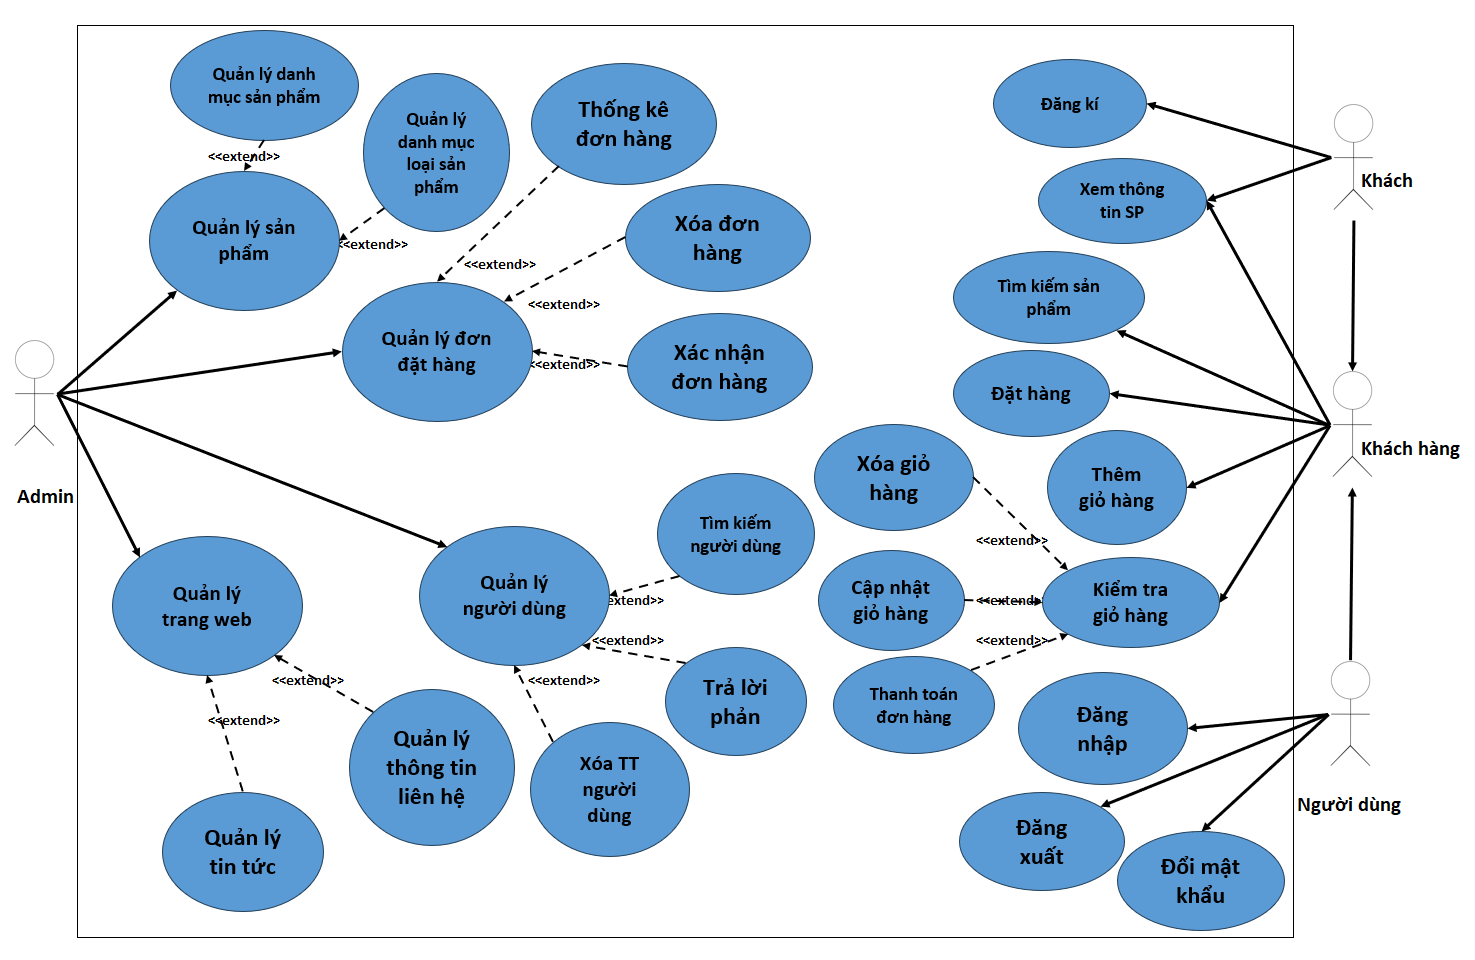 Quản lý danh
mục sản phẩm
<<extend>>
Quản lý
danh mục
loại sản
phẩm
<<extend>>
Quản lý sản
phẩm
Thống kê
đơn hàng
<<extend>>
Xóa đơn
hàng
<<extend>>
Quản lý đơn
đặt hàng
Xác nhận
đơn hàng
<<extend>>
Admin
Quản lý
trang web
<<extend>>
<<extend>>
Quản lý
thông tin
liên hệ
Quản lý
tin tức
Quản lý
người dùng
Tìm kiếm
người dùng
extend>>
<<extend>>
<<extend>>
Trả lời
phản
Xóa TT
người
dùng
Đăng kí
Xem thông
tin SP
Khách
Tìm kiếm sản
phẩm
Đặt hàng
Khách hàng
Thêm
giỏ hàng
Xóa giỏ
hàng
<<extend>>
Cập nhật
giỏ hàng
<<extend>>
Kiểm tra
giỏ hàng
<<extend>>
Thanh toán
đơn hàng
Đăng
nhập
Người dùng
Đăng
xuất
Đổi mật
khẩu